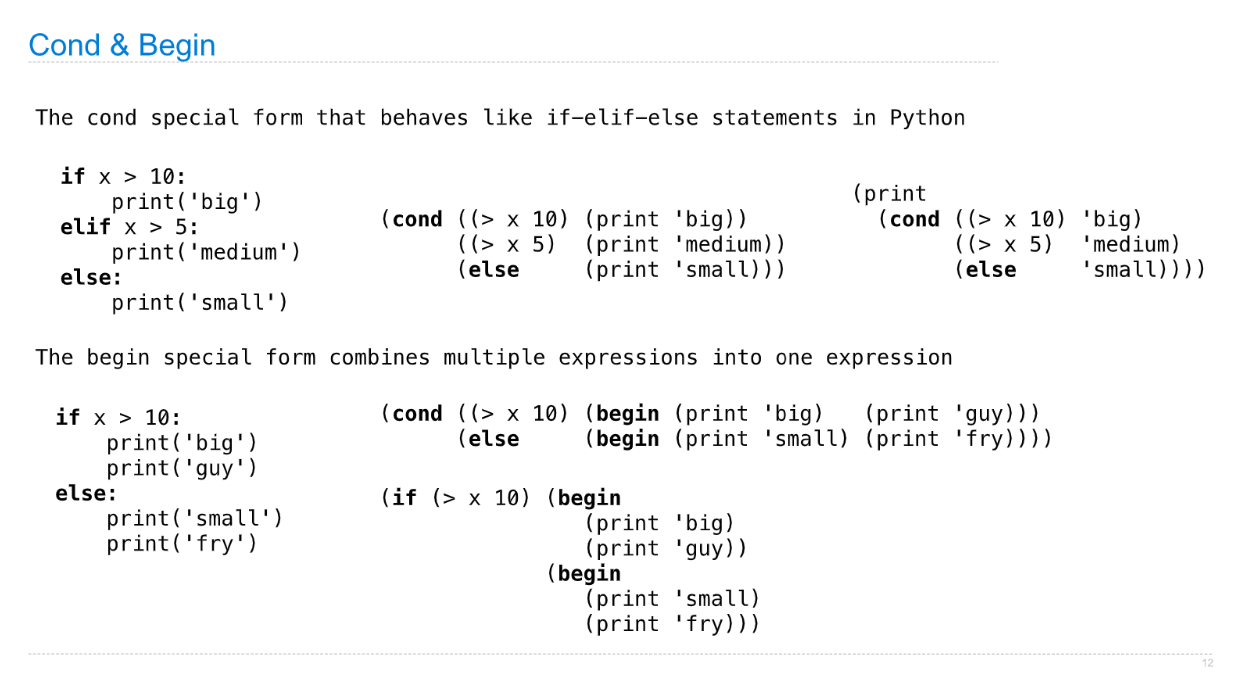 Cond & Begin
The cond special form that behaves like if-elif-else statements in Python
if x > 10:
    print('big')
elif x > 5:
    print('medium')
else:
    print('small')
(cond ((> x 10) (print 'big))
      ((> x 5)  (print 'medium))
      (else     (print 'small)))
(print
  (cond ((> x 10) 'big)
        ((> x 5)  'medium)
        (else     'small))))
The begin special form combines multiple expressions into one expression
if x > 10:
    print('big')
    print('guy')
else:
    print('small')
    print('fry')
(cond ((> x 10) (begin (print 'big)   (print 'guy)))
      (else     (begin (print 'small) (print 'fry))))
(if (> x 10) (begin
                (print 'big)
                (print 'guy))
             (begin
                (print 'small)
                (print 'fry)))
12